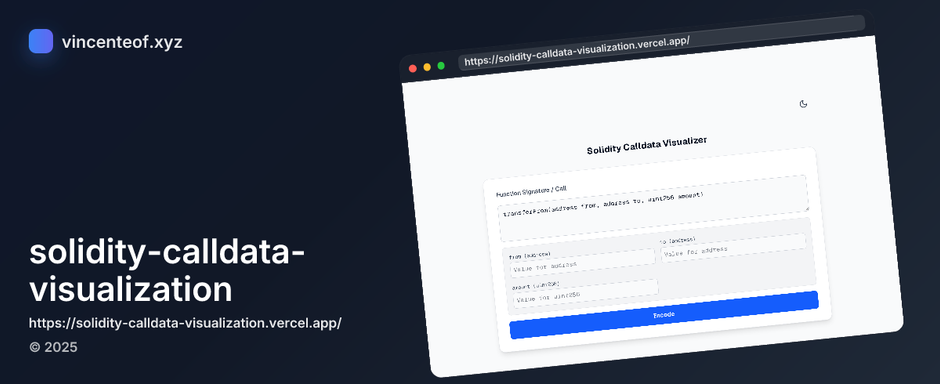 vincenteof.xyz
https://solidity-calldata-visualization.vercel.app/
Solidity Calldata Visualizer
Function Signature / Call
transferFrom(address from, address to, uint256 amount)
from (address)
to (address)
Value for address
Value for address
amount (uint256)
Value for uint256
Encode
solidity-calldata-
visualization
https://solidity-calldata-visualization.vercel.app/
© 2025